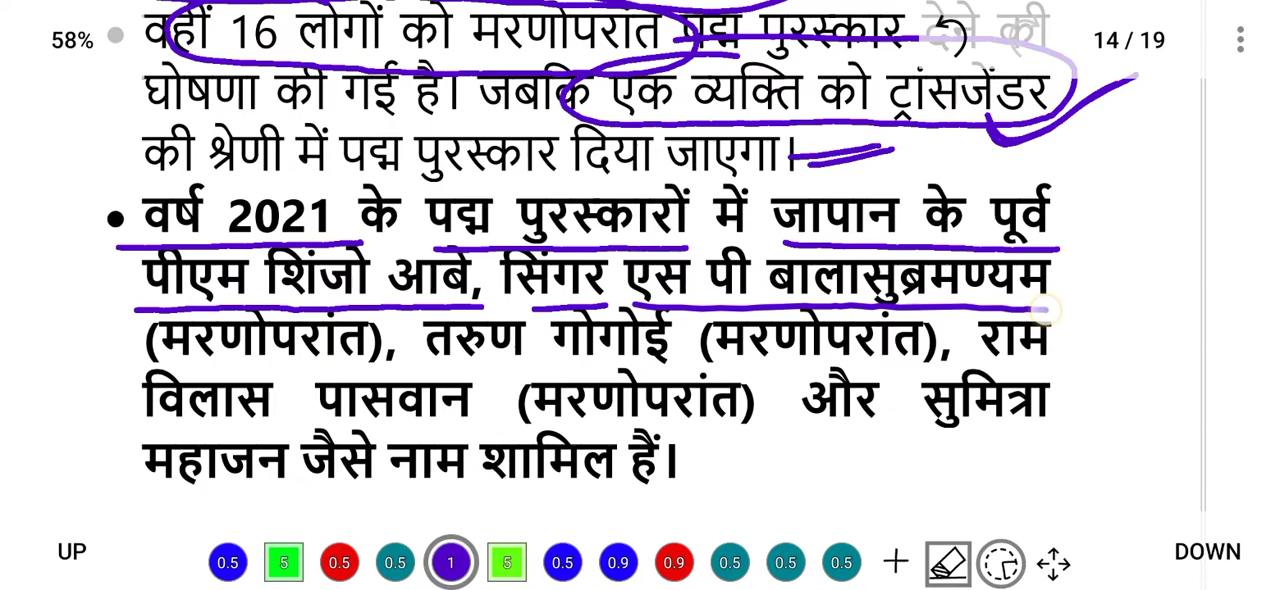 वहीं 16 लोगों को मरणोपरांत पद्म पुरस्कार देने की
58%
14 / 19
घोषणा की गई है। जबकि एक व्यक्ति को ट्रांसजेंडर
की श्रेणी में पद्म पुरस्कार दिया जाएगा।
• वर्ष 2021 के पद्म पुरस्कारों में जापान के पूर्व
पीएम शिंजो आबे, सिंगर एस पी बालासुब्रमण्यम
(मरणोपरांत), तरुण गोगोई (मरणोपरांत), राम
विलास पासवान (मरणोपरांत) और सुमित्रा
महाजन जैसे नाम शामिल हैं।
UP 0.5 5 0.5 0.5 1 5 0.5 0.9 0.9 0.5 0.5 0.5 DOWN